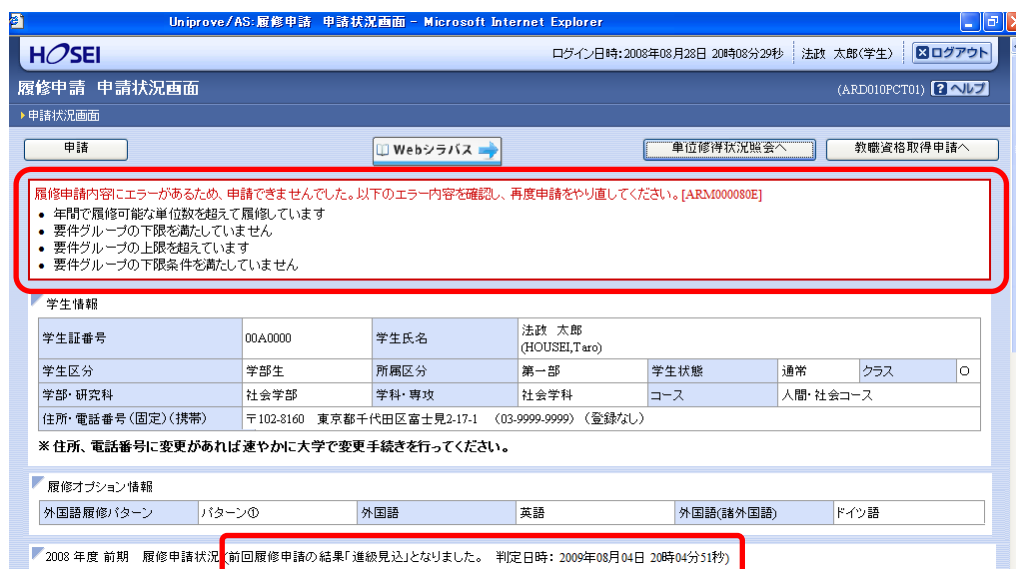 Uniprove/AS:履修申請 申請状況画面 - Microsoft Internet Explorer
HOSEI
ログイン日時:2008年08月28日 20時08分29秒
法政 太郎(学生)
ログアウト
履修申請 申請状況画面
(ARD010PCT01)
? ヘルプ
申請状況画面
申請
Webシラバス
単位修得状況照会へ
教職資格取得申請へ
履修申請内容にエラーがあるため、申請できませんでした。以下のエラー内容を確認し、再度申請をやり直してください。[ARM000080E]
• 年間で履修可能な単位数を超えて履修しています
• 要件グループの下限を満たしていません
• 要件グループの上限を超えています
• 要件グループの下限条件を満たしていません
学生情報
学生証番号 00A0000 学生氏名 法政 太郎
(HOUSEI,Taro)
学生区分 学部生 所属区分 第一部 学生状態 通常 クラス O
学部・研究科 社会学部 学科・専攻 社会学科 コース 人間・社会コース
住所・電話番号(固定)(携帯) 〒102-8160 東京都千代田区富士見2-17-1 (03-9999-9999) (登録なし)
※住所、電話番号に変更があれば速やかに大学で変更手続きを行ってください。
履修オプション情報
外国語履修パターン パターン① 外国語 英語 外国語(諸外国語) ドイツ語
2008 年度 前期 履修申請状況 (前回履修申請の結果「進級見込」となりました。 判定日時: 2009年08月04日 20時04分51秒)